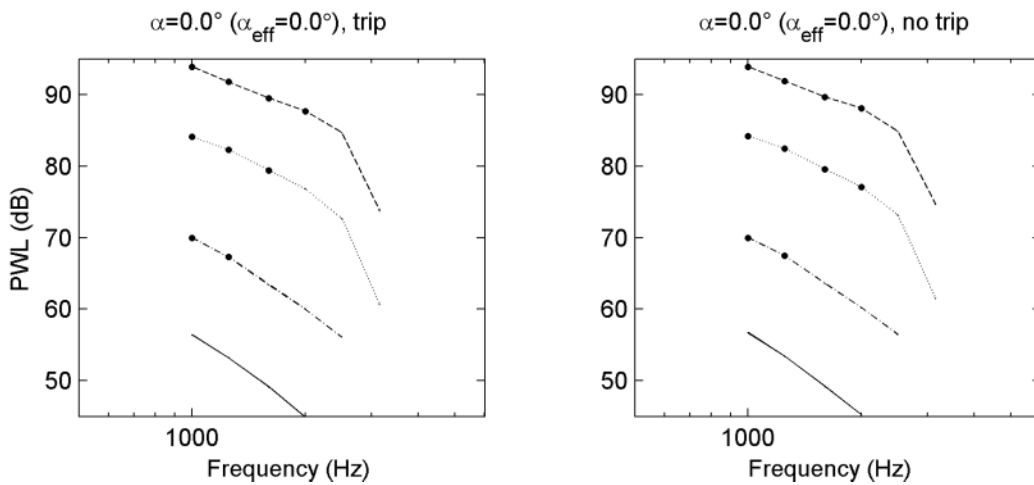 α=0.0° (α_eff=0.0°), trip
90
80
70
60
50
PWL (dB)
1000
Frequency (Hz)
α=0.0° (α_eff=0.0°), no trip
90
80
70
60
50
1000
Frequency (Hz)